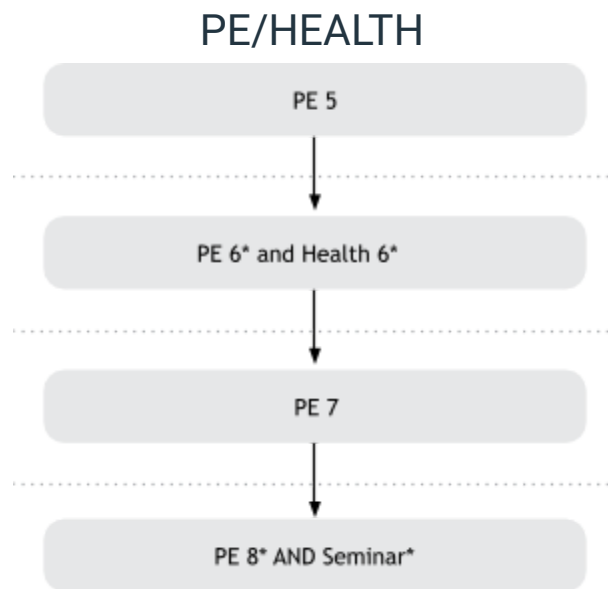 PE/HEALTH
PE 5
PE 6* and Health 6*
PE 7
PE 8* AND Seminar*